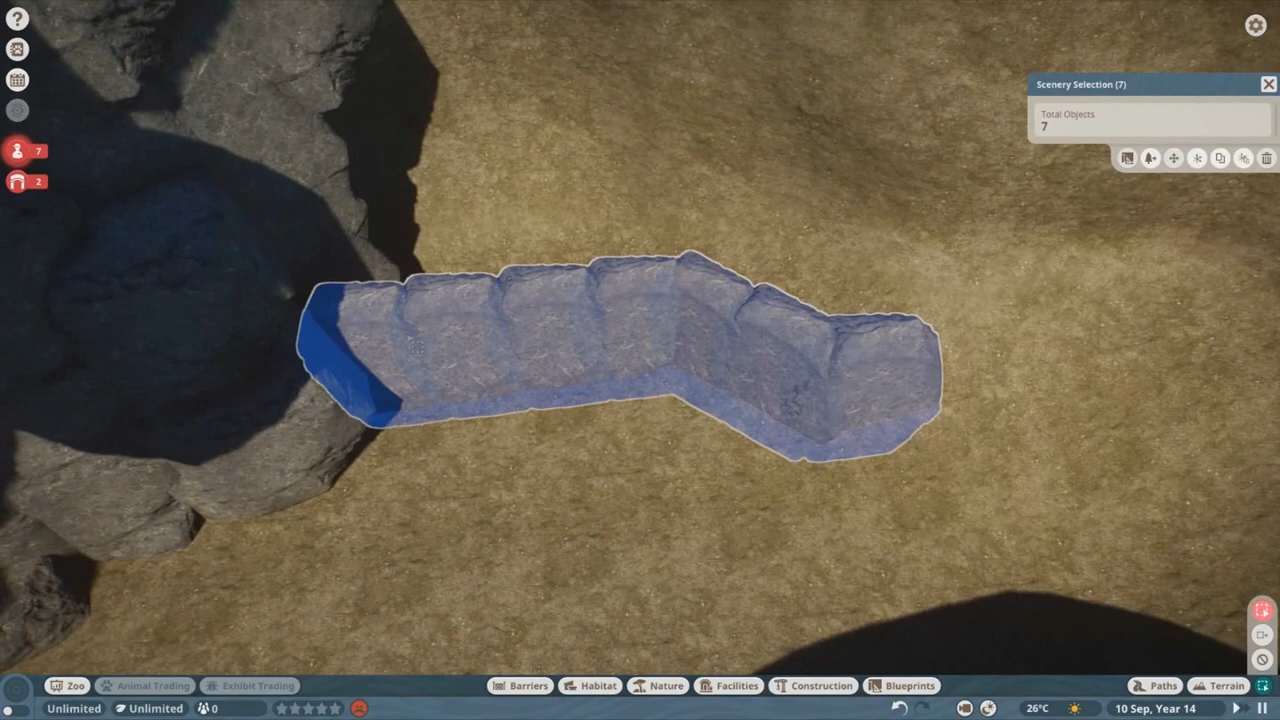 ?
Scenery Selection (7)
Total Objects
7
7
2
Zoo
Animal Trading
Exhibit Trading
Barriers
Habitat
Nature
Facilities
Construction
Blueprints
Paths
Terrain
Unlimited
Unlimited
0
26°C
10 Sep, Year 14